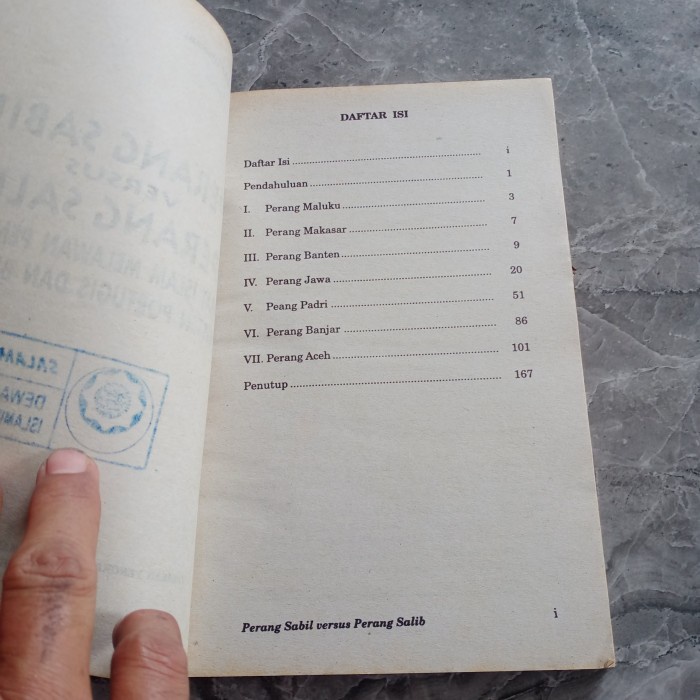 DAFTAR ISI
Daftar Isi ........ i
Pendahuluan ........ 1
I. Perang Maluku ........ 3
II. Perang Makasar ........ 7
III. Perang Banten ........ 9
IV. Perang Jawa ........ 20
V. Peang Padri ........ 51
VI. Perang Banjar ........ 86
VII. Perang Aceh ........ 101
Penutup ........ 167
Perang Sabil versus Perang Salib i